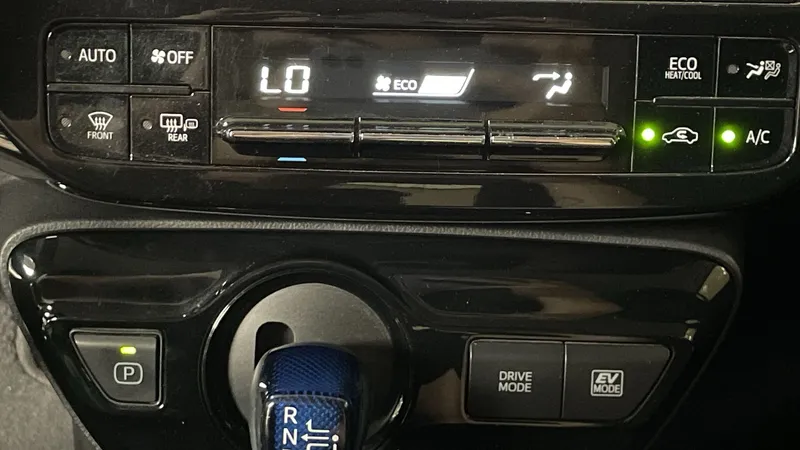 AUTO
OFF
LO
ECO
ECO
HEAT/COOL
FRONT
REAR
A/C
P
DRIVE
MODE
EV
MODE
R
N